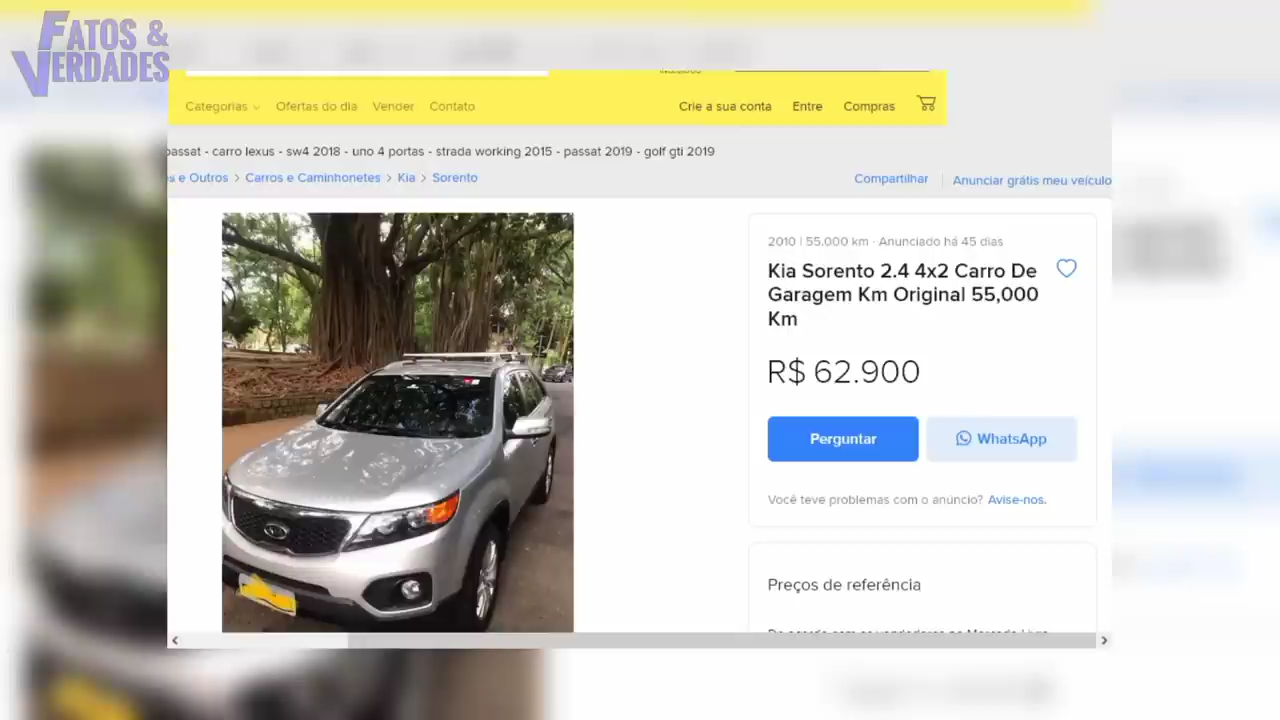 FATOS &
VERDADES
Categorias
Ofertas do dia
Vender
Contato
Crie a sua conta
Entre
Compras
passat - carro lexus - sw4 2018 - uno 4 portas - strada working 2015 - passat 2019 - golf gti 2019
s e Outros > Carros e Caminhonetes > Kia > Sorento
Compartilhar
Anunciar grátis meu veículo
2010 | 55.000 km · Anunciado há 45 dias
Kia Sorento 2.4 4x2 Carro De
Garagem Km Original 55,000
Km
R$ 62.900
Perguntar
WhatsApp
Você teve problemas com o anúncio? Avise-nos.
Preços de referência